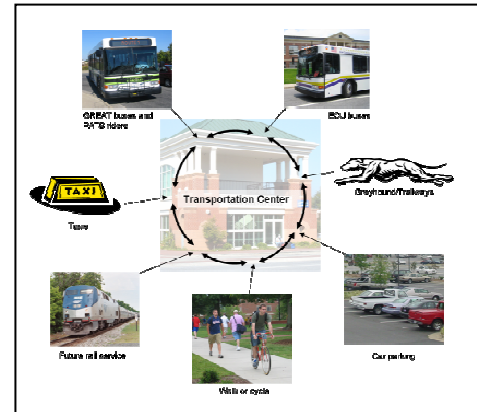 GREAT buses and
PATS riders
ECU buses
TAXI
Transportation Center
Greyhound/Trailways
Taxis
Future rail service
Car parking
Walk or cycle